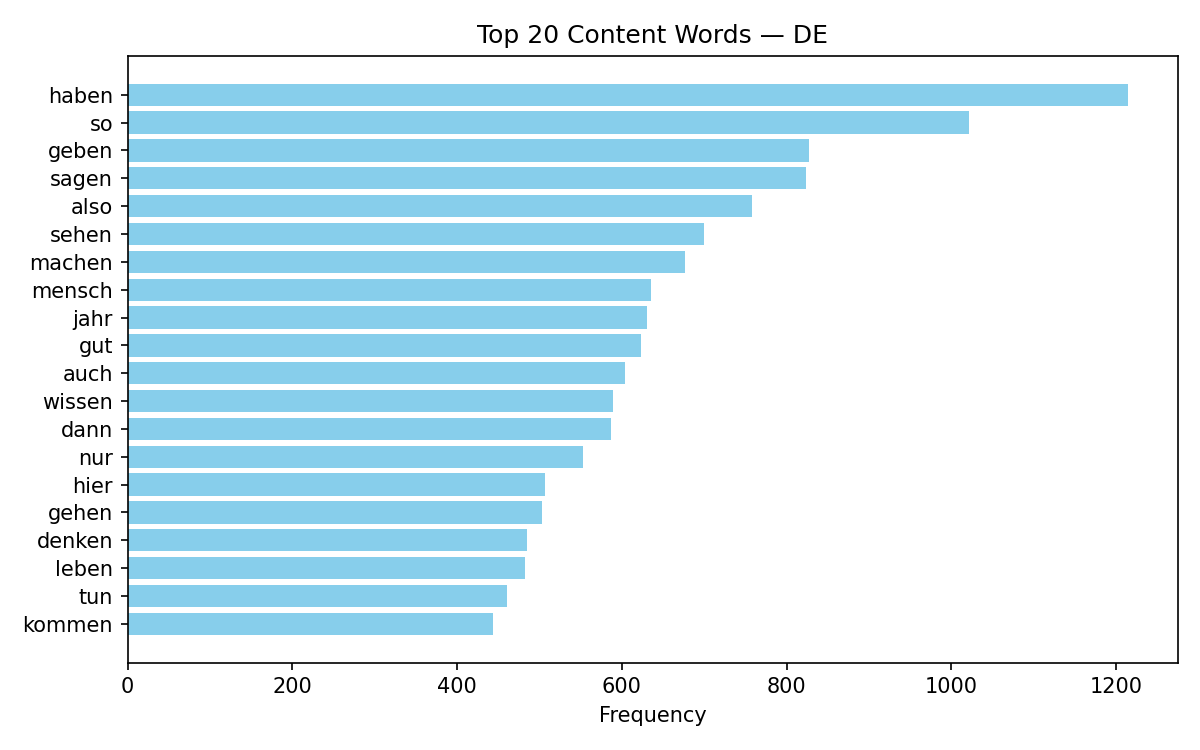 Top 20 Content Words — DE
haben
so
geben
sagen
also
sehen
machen
mensch
jahr
gut
auch
wissen
dann
nur
hier
gehen
denken
leben
tun
kommen
0 200 400 600 800 1000 1200
Frequency